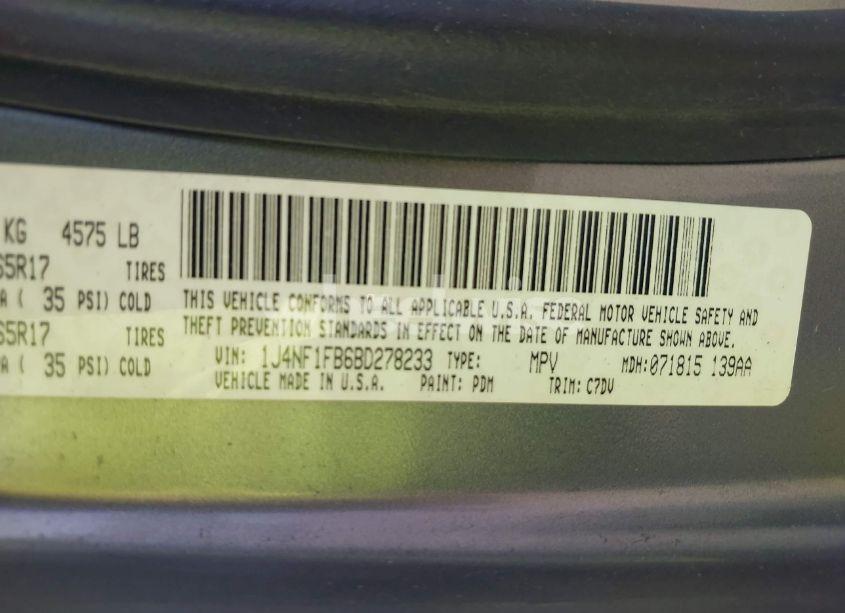 KG 4575 LB
S5R17 TIRES
( 35 PSI) COLD
S5R17 TIRES
( 35 PSI) COLD
THIS VEHICLE CONFORMS TO ALL APPLICABLE U.S.A. FEDERAL MOTOR VEHICLE SAFETY AND
THEFT PREVENTION STANDARDS IN EFFECT ON THE DATE OF MANUFACTURE SHOWN ABOVE.
VIN: 1J4NF1FB6BD278233 TYPE: MPV MDH:071815 139AA
VEHICLE MADE IN U.S.A. PAINT: PDM TRIM: C7DV